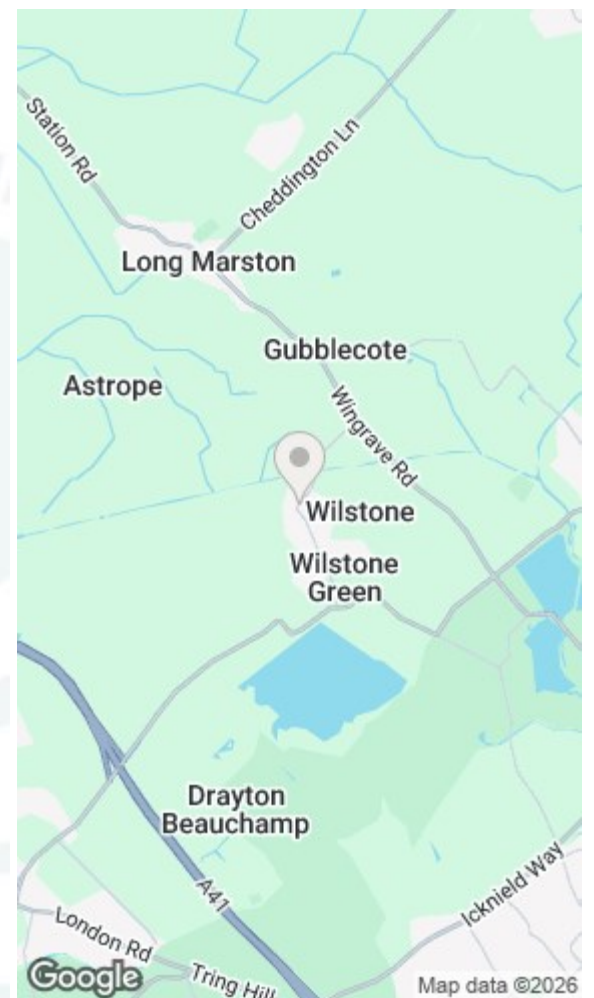 Station Rd
Cheddington Ln
Long Marston
Gubblecote
Astrope
Wingrave Rd
Wilstone
Wilstone
Green
Drayton
Beauchamp
A41
Icknield Way
London Rd
Tring Hill
Google
Map data ©2026